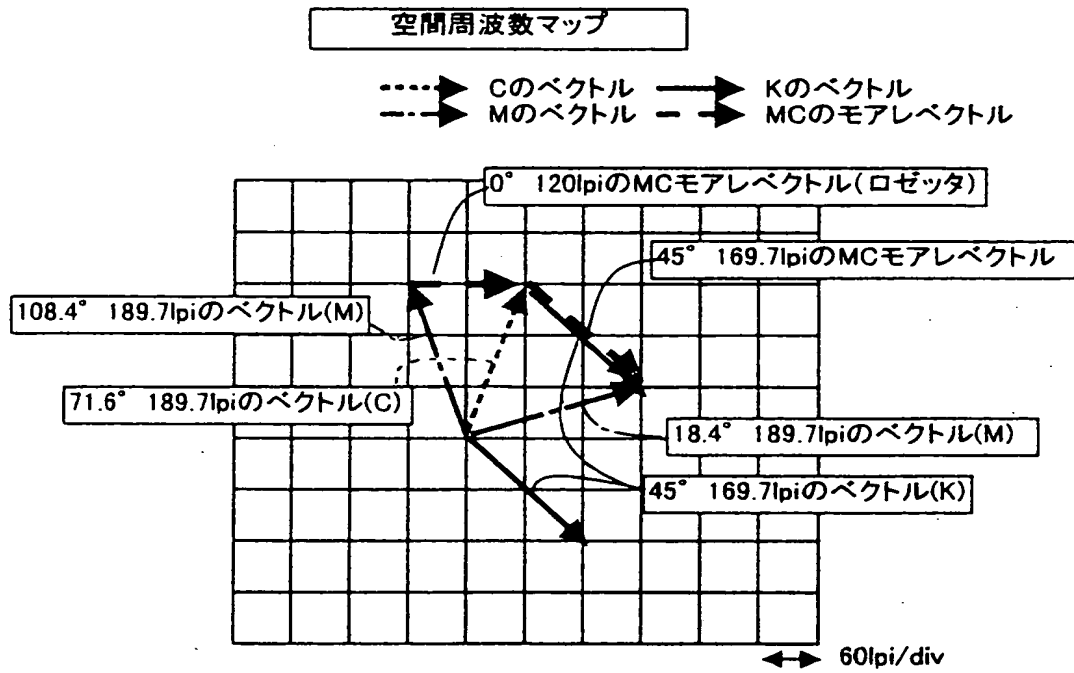 空間周波数マップ
Cのベクトル
Kのベクトル
Mのベクトル
MCのモアレベクトル
0° 120lpiのMCモアレベクトル(ロゼッタ)
45° 169.7lpiのMCモアレベクトル
108.4° 189.7lpiのベクトル(M)
71.6° 189.7lpiのベクトル(C)
18.4° 189.7lpiのベクトル(M)
45° 169.7lpiのベクトル(K)
60lpi/div